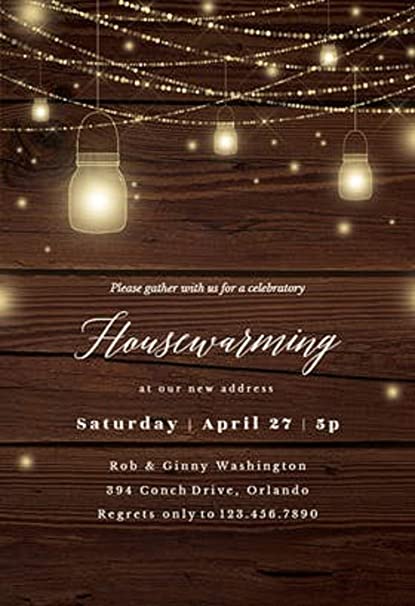 Please gather with us for a celebratory
Housewarming
at our new address
Saturday | April 27 | 5p
Rob & Ginny Washington
394 Conch Drive, Orlando
Regrets only to 123.456.7890